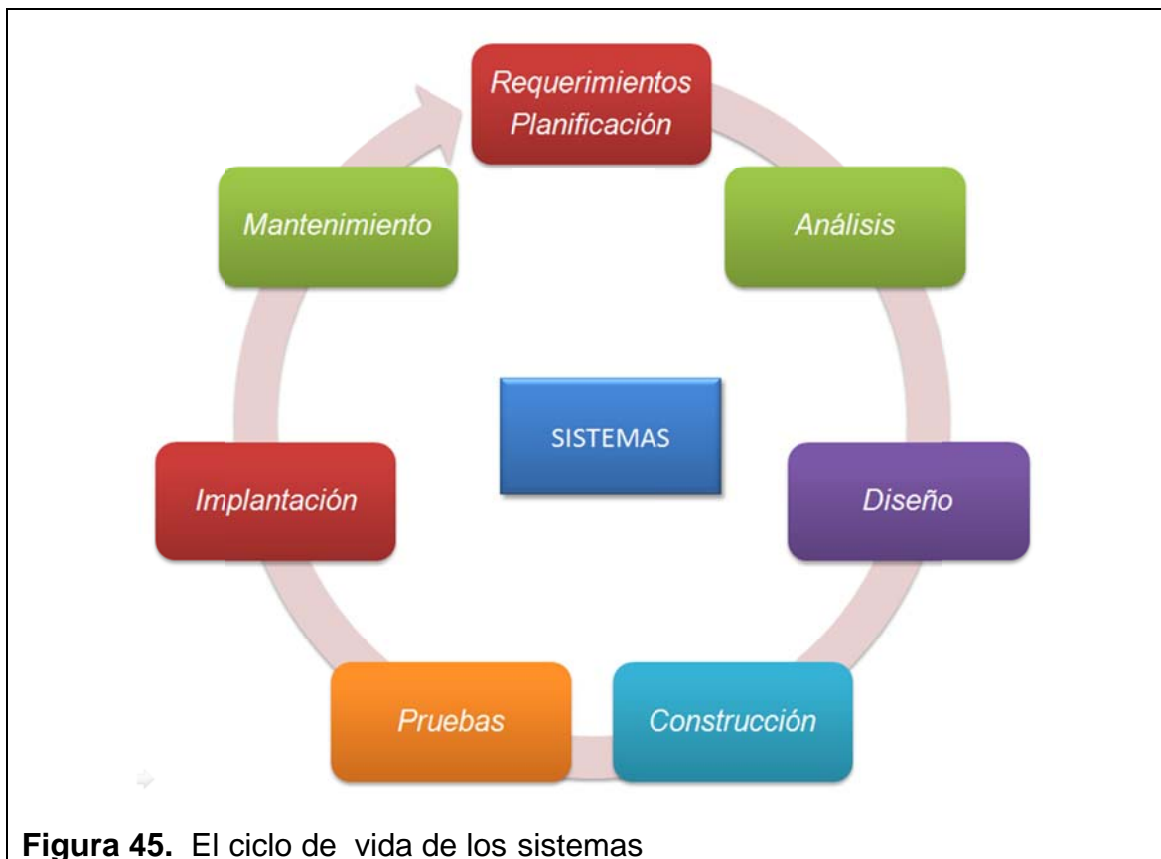 Requerimientos
Planificación
Análisis
Diseño
Construcción
Pruebas
Implantación
Mantenimiento
SISTEMAS
Figura 45. El ciclo de vida de los sistemas